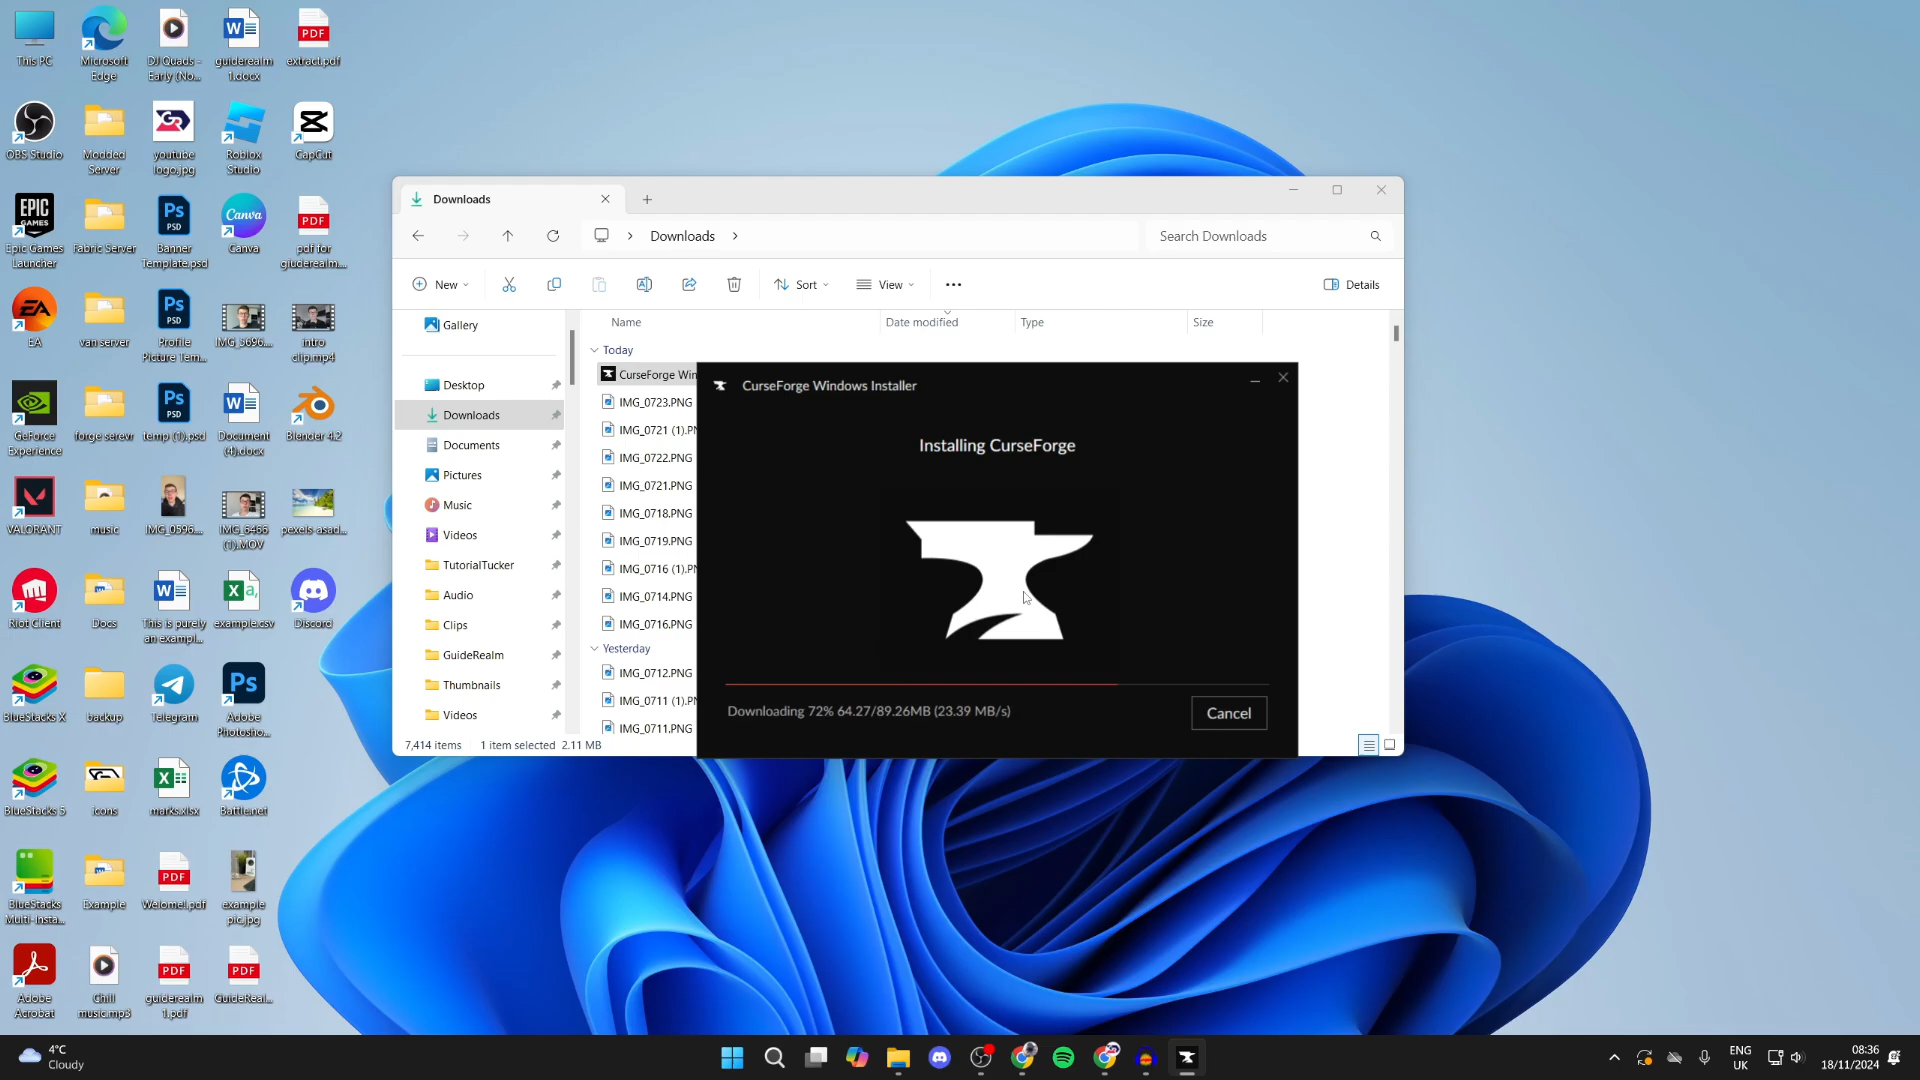 This PC
Microsoft
Edge
DJ Quads -
Early (No...
guiderealm
1.docx
extract.pdf
OBS Studio
Modded
Server
youtube
logo.jpg
Roblox
Studio
CapCut
Epic Games
Launcher
Fabric Server
Banner
Template.psd
Canva
pdf for
giuderealm...
EA
van server
Profile
Picture Tem...
IMG_3696...
intro
clip.mp4
GeForce
Experience
forge serevr
temp (1).psd
Document
(4).docx
Blender 4.2
VALORANT
music
IMG_0596...
IMG_6466
(1).MOV
pexels-asad...
Riot Client
Docs
This is purely
an exampl...
example.csv
Discord
BlueStacks X
backup
Telegram
Adobe
Photosho...
BlueStacks 5
icons
marks.xlsx
Battle.net
BlueStacks
Multi-Insta...
Example
Welome!.pdf
example
pic.jpg
Adobe
Acrobat
Chill
music.mp3
guiderealm
1.pdf
GuideReal...
Downloads
Downloads
Search Downloads
New
Sort
View
Details
Gallery
Desktop
Downloads
Documents
Pictures
Music
Videos
TutorialTucker
Audio
Clips
GuideRealm
Thumbnails
Videos
Name
Date modified
Type
Size
Today
CurseForge Win
IMG_0723.PNG
IMG_0721 (1).PN
IMG_0722.PNG
IMG_0721.PNG
IMG_0718.PNG
IMG_0719.PNG
IMG_0716 (1).PN
IMG_0714.PNG
IMG_0716.PNG
Yesterday
IMG_0712.PNG
IMG_0711 (1).PN
IMG_0711.PNG
7,414 items
1 item selected 2.11 MB
CurseForge Windows Installer
Installing CurseForge
Downloading 72% 64.27/89.26MB (23.39 MB/s)
Cancel
4°C
Cloudy
ENG
UK
08:36
18/11/2024